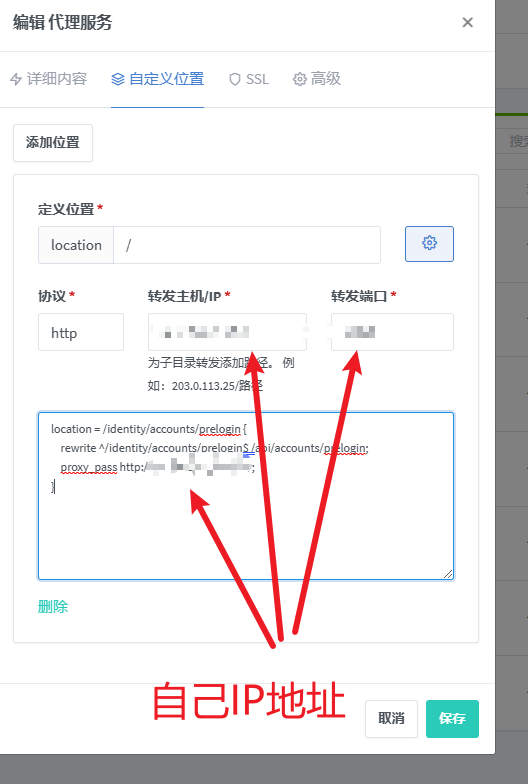 编辑 代理服务
详细内容 自定义位置 SSL 高级
添加位置
搜索
定义位置 *
location /
协议 * 转发主机/IP * 转发端口 *
http
为子目录转发添加路径。 例
如：203.0.113.25/路径
location = /identity/accounts/prelogin {
rewrite ^/identity/accounts/prelogin$ /api/accounts/prelogin;
proxy_pass http:/ ;
}
删除
自己IP地址
取消 保存